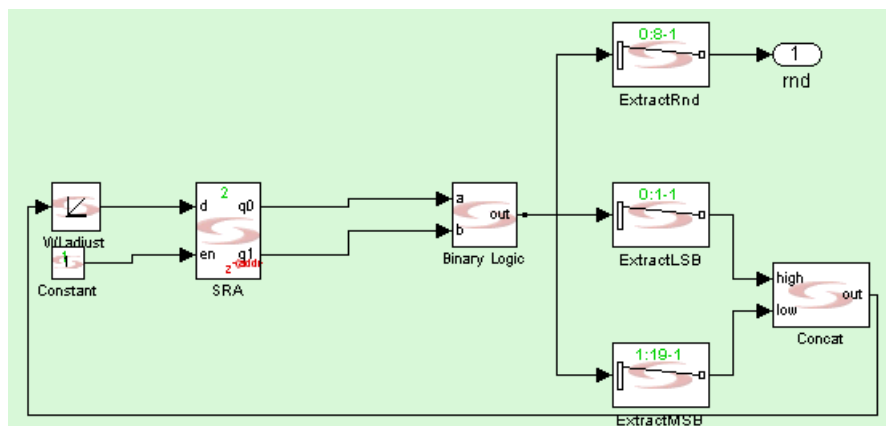 0:8-1
1
ExtractRnd
rnd
2
d
q0
a
out
b
0:1-1
WLadjust
en
q1
Binary Logic
ExtractLSB
1
high
out
Constant
SRA
low
Concat
1:19-1
ExtractMSB